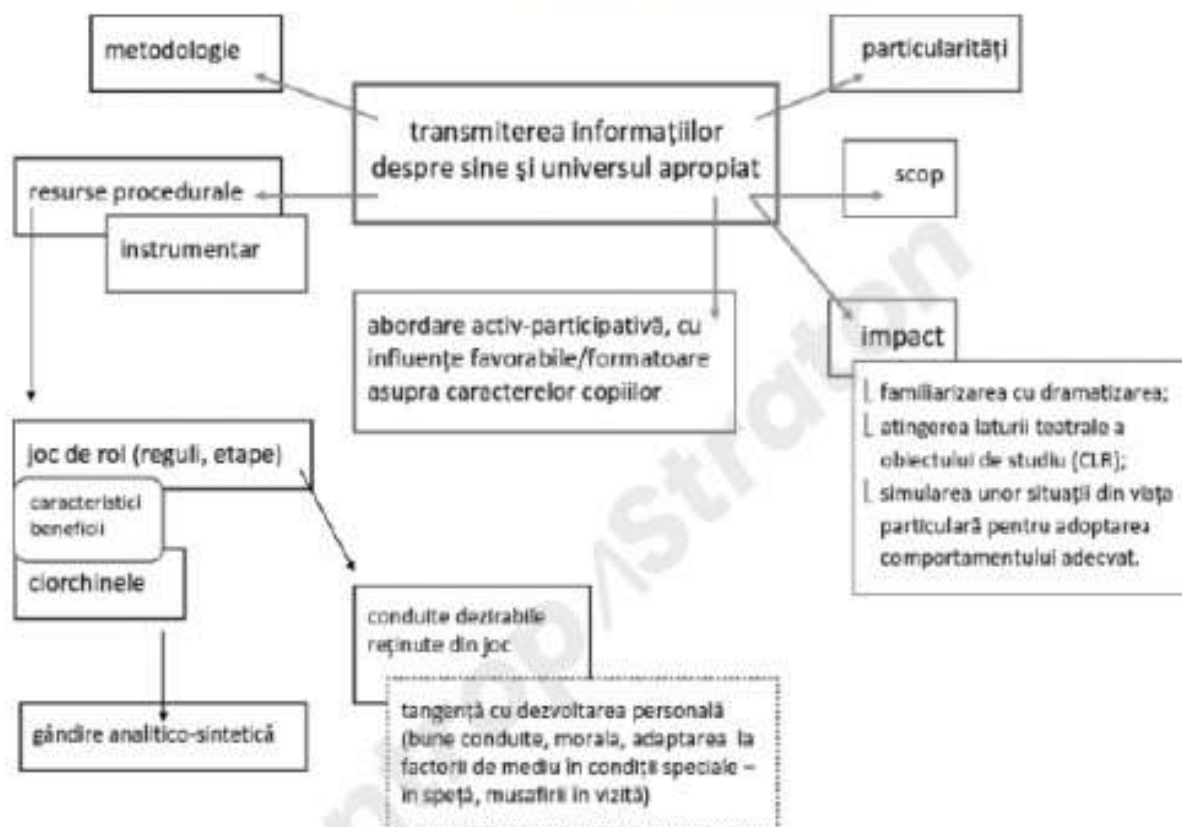 metodologie
particularități
transmiterea informațiilor
despre sine şi universul apropiat
resurse procedurale
scop
instrumentar
abordare activ-participativă, cu
influențe favorabile/formatoare
asupra caracterelor copiilor
impact
familiarizarea cu dramatizarea;
atingerea laturii teatrale a
obiectului de studiu (CLR);
simularea unor situații din viața
particulară pentru adoptarea
comportamentului adecvat.
joc de rol (reguli, etape)
caracteristici
beneficii
ciorchinele
conduite dezirabile
reținute din joc
gândire analitico-sintetică
tangență cu dezvoltarea personală
(bune conduite, morala, adaptarea la
factorii de mediu în condiții speciale –
în speță, musafirii în vizită)
Straton